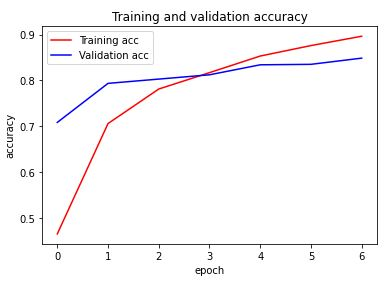 Training and validation accuracy
Training acc
Validation acc
accuracy
0.9
0.8
0.7
0.6
0.5
0 1 2 3 4 5 6
epoch